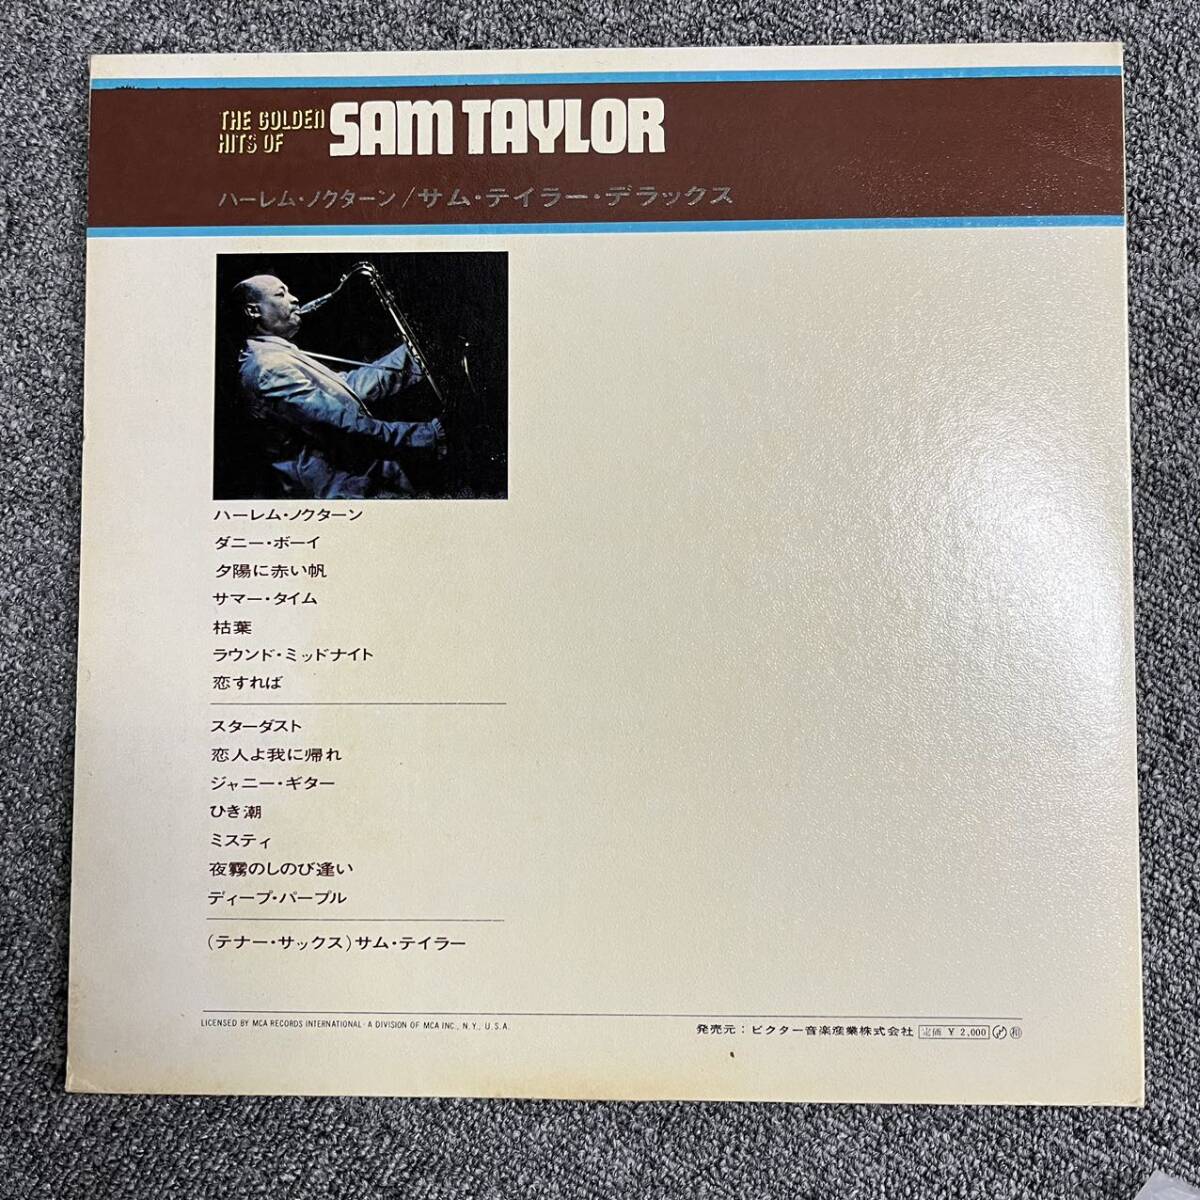 THE GOLDEN
HITS OF
SAM TAYLOR
ハーレム・ノクターン/サム・テイラー・デラックス
ハーレム・ノクターン
ダニー・ボーイ
夕陽に赤い帆
サマー・タイム
枯葉
ラウンド・ミッドナイト
恋すれば
スターダスト
恋人よ我に帰れ
ジャニー・ギター
ひき潮
ミスティ
夜霧のしのび逢い
ディープ・パープル
(テナー・サックス)サム・テイラー
LICENSED BY MCA RECORDS INTERNATIONAL・A DIVISION OF MCA INC., N.Y., U.S.A.
発売元:ビクター音楽産業株式会社 定価 ¥2,000 ㋹